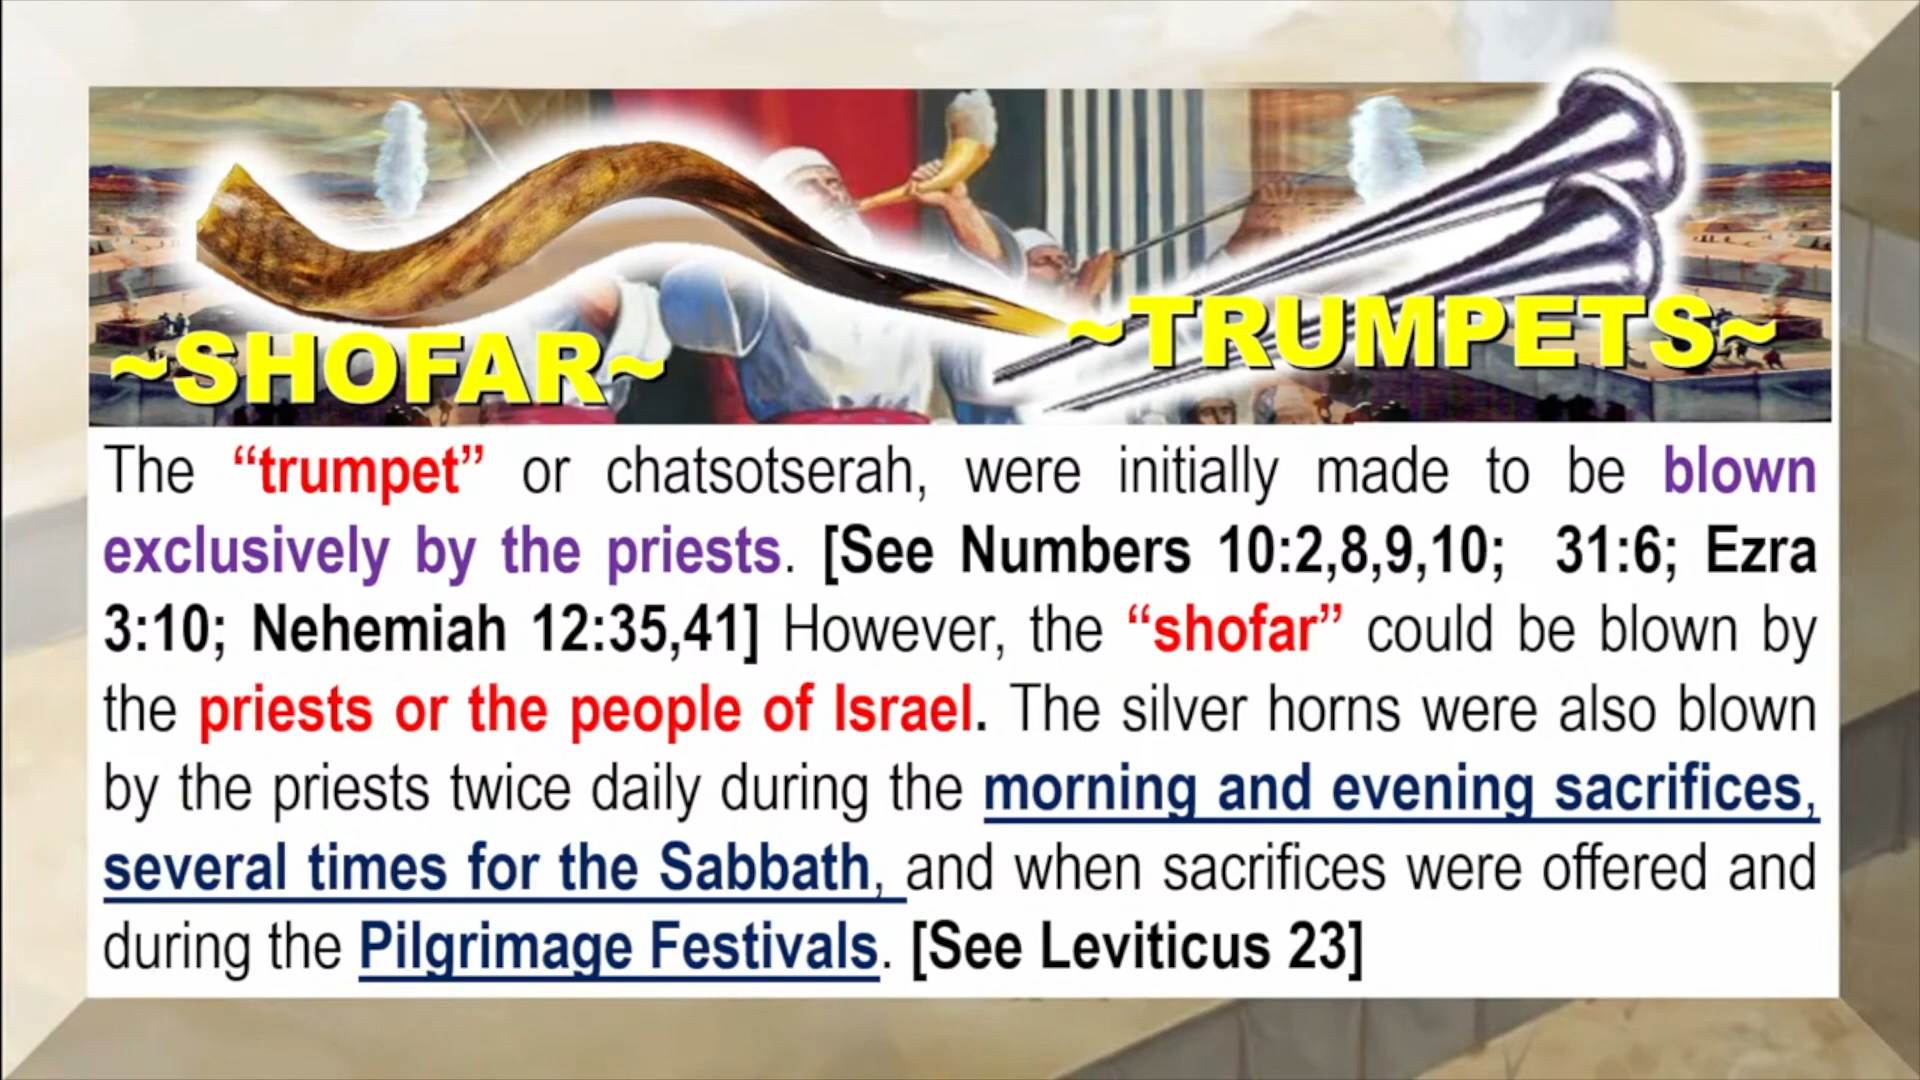 ~SHOFAR~
~TRUMPETS~
The “trumpet” or chatsotserah, were initially made to be blown
exclusively by the priests. [See Numbers 10:2,8,9,10; 31:6; Ezra
3:10; Nehemiah 12:35,41] However, the “shofar” could be blown by
the priests or the people of Israel. The silver horns were also blown
by the priests twice daily during the morning and evening sacrifices,
several times for the Sabbath, and when sacrifices were offered and
during the Pilgrimage Festivals. [See Leviticus 23]